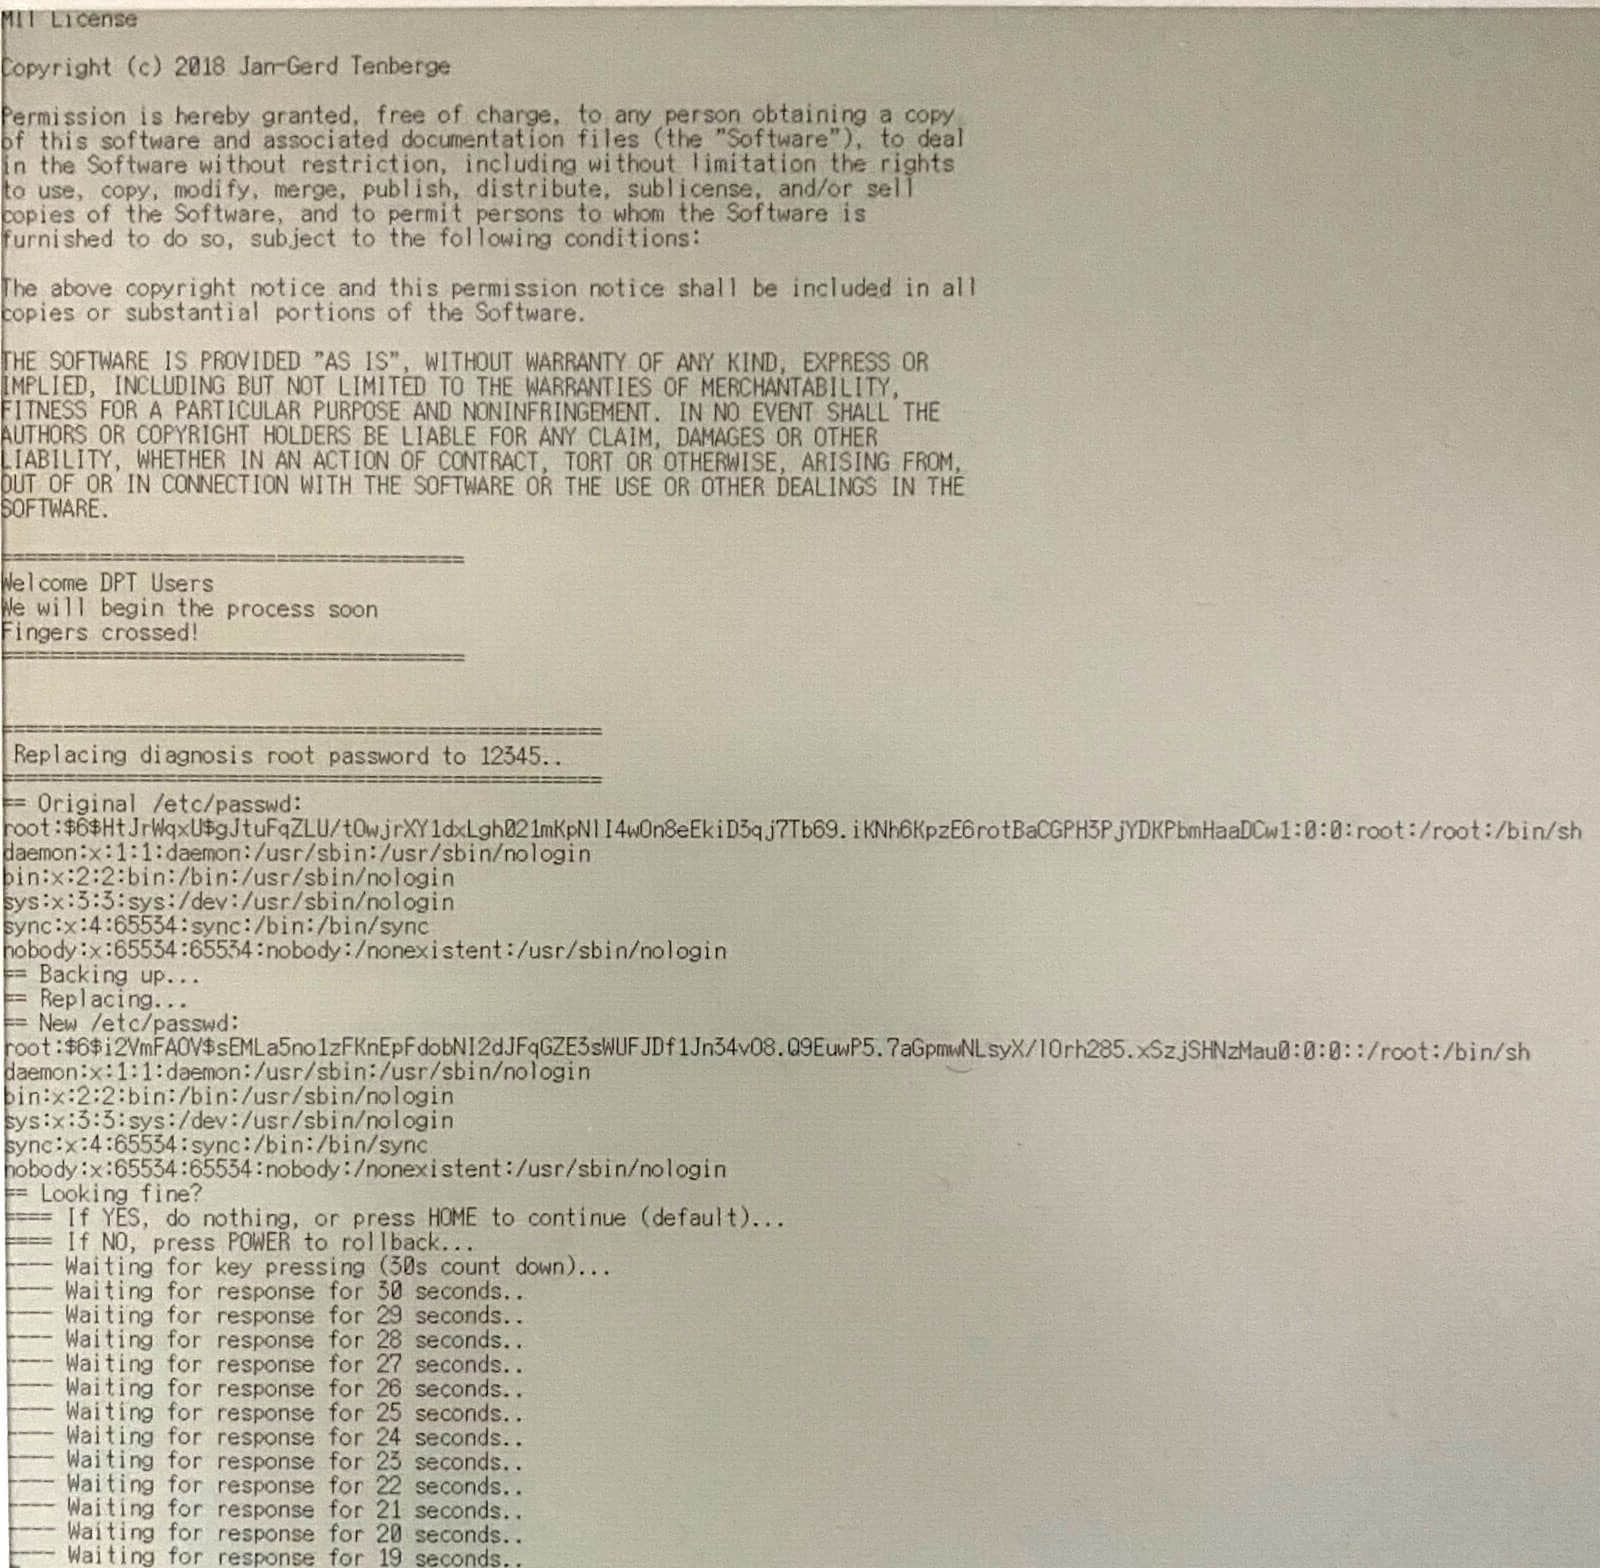 MIT License
Copyright (c) 2018 Jan-Gerd Tenberge
Permission is hereby granted, free of charge, to any person obtaining a copy
of this software and associated documentation files (the "Software"), to deal
in the Software without restriction, including without limitation the rights
to use, copy, modify, merge, publish, distribute, sublicense, and/or sell
copies of the Software, and to permit persons to whom the Software is
furnished to do so, subject to the following conditions:
The above copyright notice and this permission notice shall be included in all
copies or substantial portions of the Software.
THE SOFTWARE IS PROVIDED "AS IS", WITHOUT WARRANTY OF ANY KIND, EXPRESS OR
IMPLIED, INCLUDING BUT NOT LIMITED TO THE WARRANTIES OF MERCHANTABILITY,
FITNESS FOR A PARTICULAR PURPOSE AND NONINFRINGEMENT. IN NO EVENT SHALL THE
AUTHORS OR COPYRIGHT HOLDERS BE LIABLE FOR ANY CLAIM, DAMAGES OR OTHER
LIABILITY, WHETHER IN AN ACTION OF CONTRACT, TORT OR OTHERWISE, ARISING FROM,
OUT OF OR IN CONNECTION WITH THE SOFTWARE OR THE USE OR OTHER DEALINGS IN THE
SOFTWARE.
=====================================
Welcome DPT Users
We will begin the process soon
Fingers crossed!
=====================================
================================================
Replacing diagnosis root password to 12345..
================================================
== Original /etc/passwd:
root:$6$HtJrWqxU$gJtuFqZLU/tOwjrXY1dxLgh021mKpNlI4wOn8eEkiD3qj7Tb69.iKNh6KpzE6rotBaCGPH3PjYDKPbmHaaDCw1:0:0:root:/root:/bin/sh
daemon:x:1:1:daemon:/usr/sbin:/usr/sbin/nologin
bin:x:2:2:bin:/bin:/usr/sbin/nologin
sys:x:3:3:sys:/dev:/usr/sbin/nologin
sync:x:4:65534:sync:/bin:/bin/sync
nobody:x:65534:65534:nobody:/nonexistent:/usr/sbin/nologin
== Backing up...
== Replacing...
== New /etc/passwd:
root:$6$i2VmFAOV$sEMLa5no1zFKnEpFdobNI2dJFqGZE3sWUFJDf1Jn34vO8.Q9EuwP5.7aGpmwNLsyX/lOrh285.xSzjSHNzMau0:0:0::/root:/bin/sh
daemon:x:1:1:daemon:/usr/sbin:/usr/sbin/nologin
bin:x:2:2:bin:/bin:/usr/sbin/nologin
sys:x:3:3:sys:/dev:/usr/sbin/nologin
sync:x:4:65534:sync:/bin:/bin/sync
nobody:x:65534:65534:nobody:/nonexistent:/usr/sbin/nologin
== Looking fine?
==== If YES, do nothing, or press HOME to continue (default)...
==== If NO, press POWER to rollback...
---- Waiting for key pressing (30s count down)...
---- Waiting for response for 30 seconds..
---- Waiting for response for 29 seconds..
---- Waiting for response for 28 seconds..
---- Waiting for response for 27 seconds..
---- Waiting for response for 26 seconds..
---- Waiting for response for 25 seconds..
---- Waiting for response for 24 seconds..
---- Waiting for response for 23 seconds..
---- Waiting for response for 22 seconds..
---- Waiting for response for 21 seconds..
---- Waiting for response for 20 seconds..
---- Waiting for response for 19 seconds..